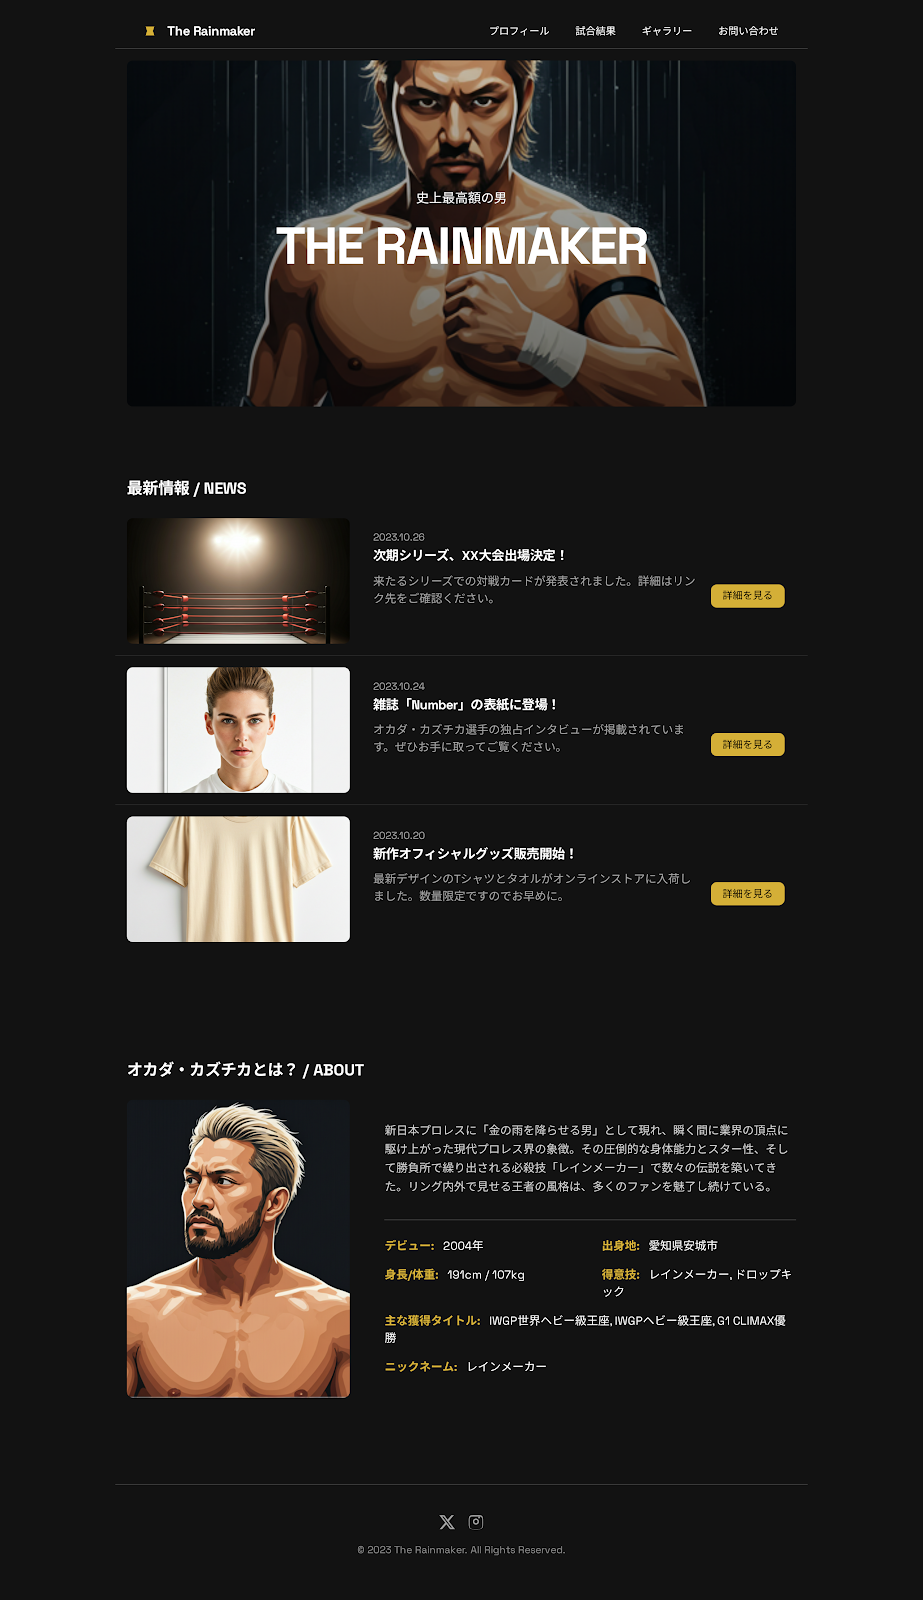 The Rainmaker
プロフィール
試合結果
ギャラリー
お問い合わせ
史上最高額の男
THE RAINMAKER
最新情報 / NEWS
2023.10.26
次期シリーズ、XX大会出場決定！
来たるシリーズでの対戦カードが発表されました。詳細はリン
ク先をご確認ください。
詳細を見る
2023.10.24
雑誌「Number」の表紙に登場！
オカダ・カズチカ選手の独占インタビューが掲載されていま
す。ぜひお手に取ってご覧ください。
詳細を見る
2023.10.20
新作オフィシャルグッズ販売開始！
最新デザインのTシャツとタオルがオンラインストアに入荷し
ました。数量限定ですのでお早めに。
詳細を見る
オカダ・カズチカとは？ / ABOUT
新日本プロレスに「金の雨を降らせる男」として現れ、瞬く間に業界の頂点に
駆け上がった現代プロレス界の象徴。その圧倒的な身体能力とスター性、そし
て勝負所で繰り出される必殺技「レインメーカー」で数々の伝説を築いてき
た。リング内外で見せる王者の風格は、多くのファンを魅了し続けている。
デビュー: 2004年
出身地: 愛知県安城市
身長/体重: 191cm / 107kg
得意技: レインメーカー, ドロップキ
ック
主な獲得タイトル: IWGP世界ヘビー級王座, IWGPヘビー級王座, G1 CLIMAX優
勝
ニックネーム: レインメーカー
© 2023 The Rainmaker. All Rights Reserved.